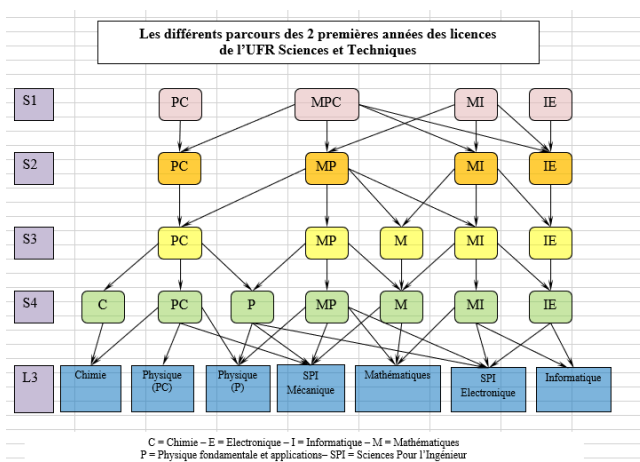 Les différents parcours des 2 premières années des licences
de l'UFR Sciences et Techniques
S1 PC MPC MI IE
S2 PC MP MI IE
S3 PC MP M MI IE
S4 C PC P MP M MI IE
L3 Chimie Physique (PC) Physique (P) SPI Mécanique Mathématiques SPI Electronique Informatique
C = Chimie – E = Electronique – I = Informatique – M = Mathématiques
P = Physique fondamentale et applications– SPI = Sciences Pour l'Ingénieur